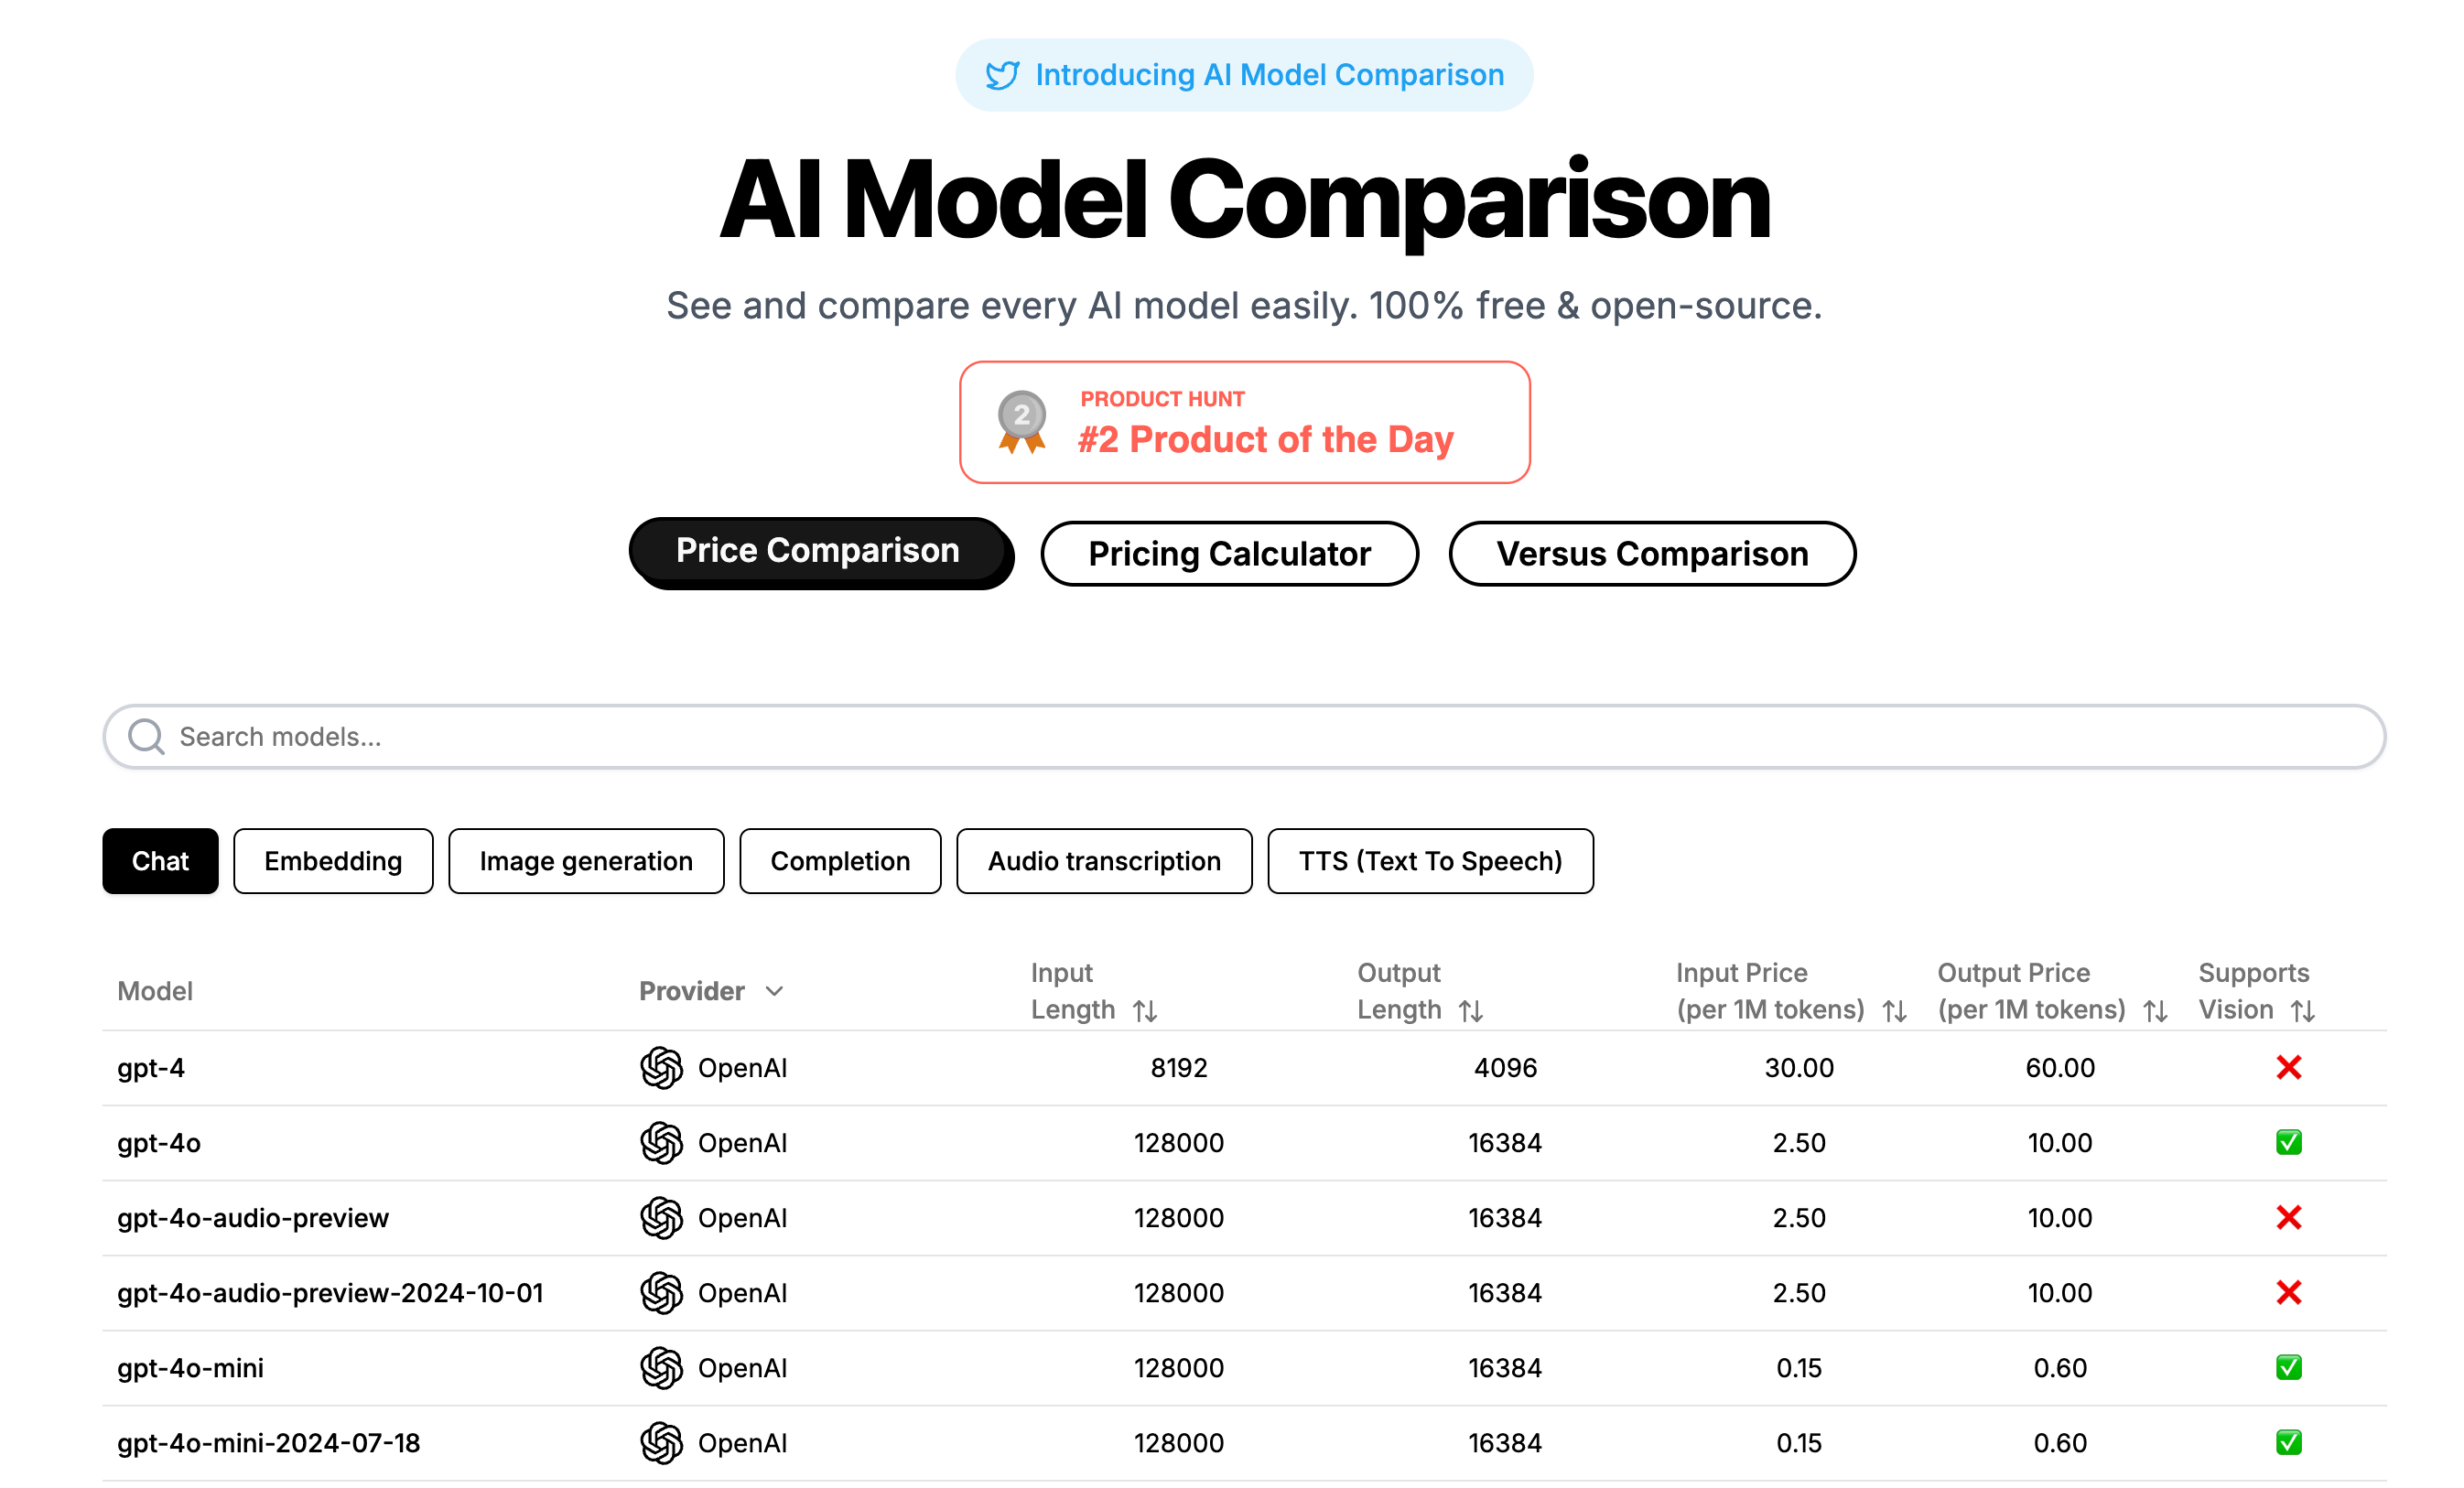 Introducing AI Model Comparison
AI Model Comparison
See and compare every AI model easily. 100% free & open-source.
2
PRODUCT HUNT
#2 Product of the Day
Price Comparison
Pricing Calculator
Versus Comparison
Search models...
Chat
Embedding
Image generation
Completion
Audio transcription
TTS (Text To Speech)
Model Provider Input Length Output Length Input Price (per 1M tokens) Output Price (per 1M tokens) Supports Vision
gpt-4 OpenAI 8192 4096 30.00 60.00 ❌
gpt-4o OpenAI 128000 16384 2.50 10.00 ✅
gpt-4o-audio-preview OpenAI 128000 16384 2.50 10.00 ❌
gpt-4o-audio-preview-2024-10-01 OpenAI 128000 16384 2.50 10.00 ❌
gpt-4o-mini OpenAI 128000 16384 0.15 0.60 ✅
gpt-4o-mini-2024-07-18 OpenAI 128000 16384 0.15 0.60 ✅